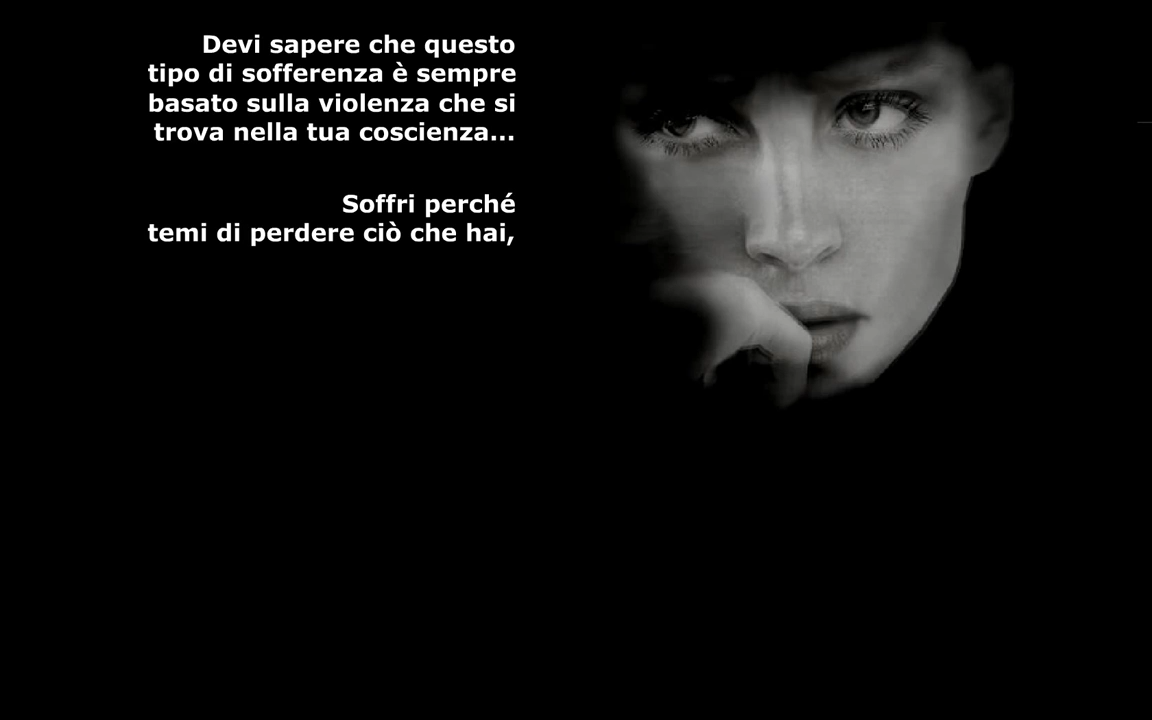 Devi sapere che questo
tipo di sofferenza è sempre
basato sulla violenza che si
trova nella tua coscienza...
Soffri perché
temi di perdere ciò che hai,